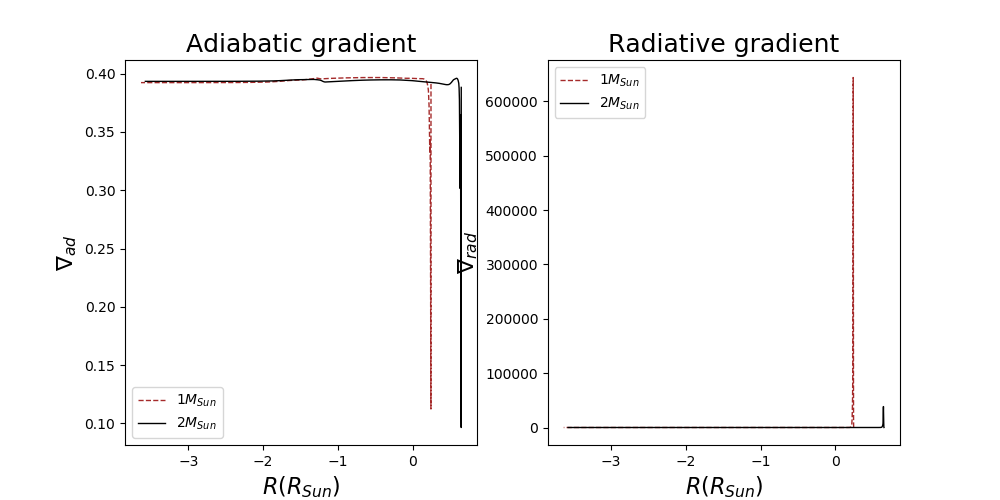 Adiabatic gradient
0.40
0.35
0.30
0.25
0.20
0.15
0.10
∇ad
1MSun
2MSun
−3
−2
−1
0
R(RSun)
Radiative gradient
1MSun
2MSun
600000
500000
400000
300000
200000
100000
0
∇rad
−3
−2
−1
0
R(RSun)